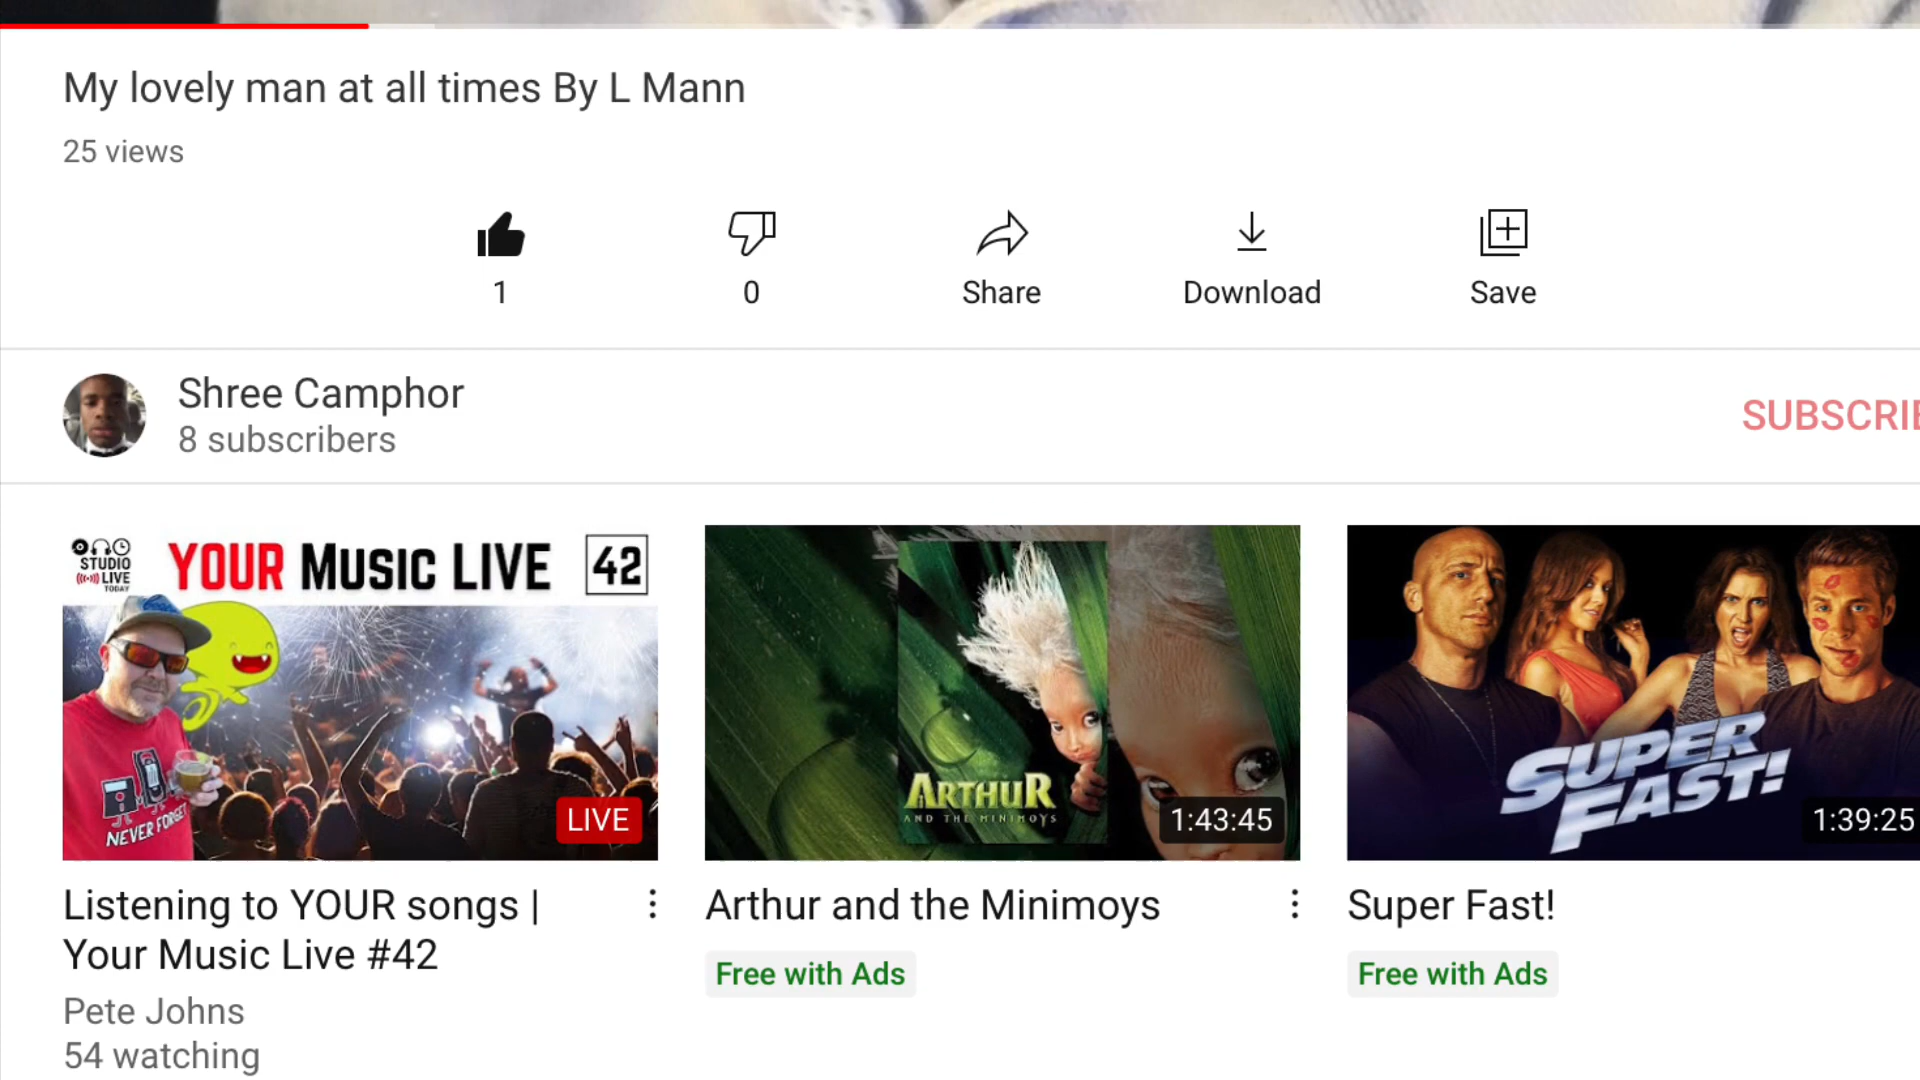 My lovely man at all times By L Mann
25 views
1
0
Share
Download
Save
Shree Camphor
8 subscribers
SUBSCRIB
STUDIO
LIVE
TODAY
YOUR MUSIC LIVE
42
NEVER FORGET
LIVE
ARTHUR
AND THE MINIMOYS
1:43:45
SUPER
FAST!
1:39:25
Listening to YOUR songs |
Your Music Live #42
Pete Johns
54 watching
Arthur and the Minimoys
Free with Ads
Super Fast!
Free with Ads